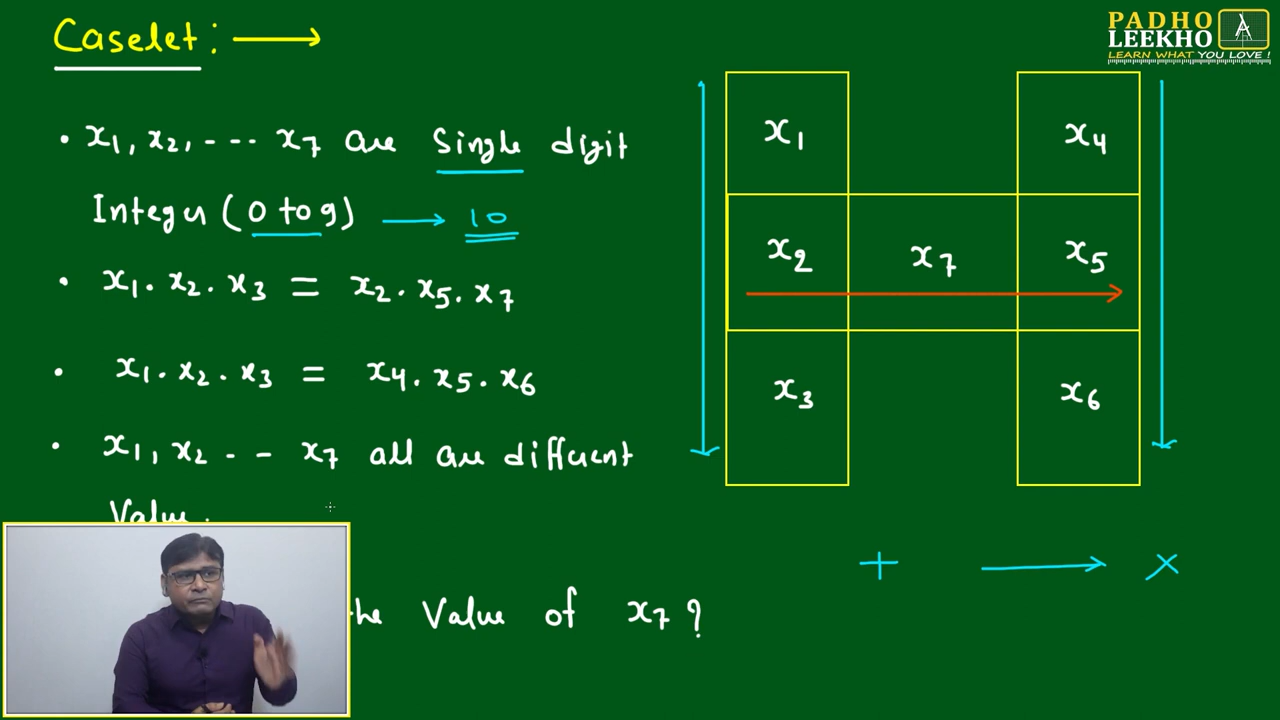 Caselet:
PADHO
LEEKHO
LEARN WHAT YOU LOVE !
• x₁, x₂, --- x₇ are Single digit
Integer (0 to 9) → 10
• x₁ . x₂ . x₃ = x₂ . x₅ . x₇
• x₁ . x₂ . x₃ = x₄ . x₅ . x₆
• x₁, x₂ - - x₇ all are different
Value.
the Value of x₇ ?
x₁ x₄
x₂ x₇ x₅
x₃ x₆
+ → ×